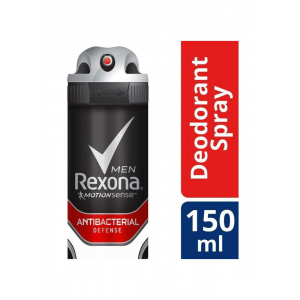 MEN
Rexona
MOTIONSENSE
ANTIBACTERIAL
DEFENSE
Deodorant
Spray
150
ml